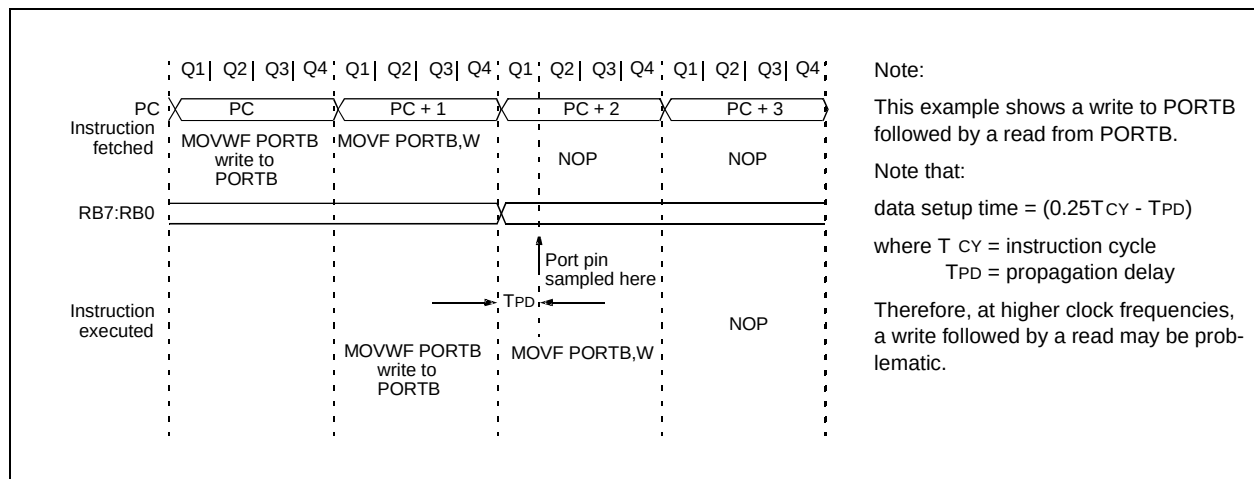 Q1 Q2 Q3 Q4 Q1 Q2 Q3 Q4 Q1 Q2 Q3 Q4 Q1 Q2 Q3 Q4
PC PC PC + 1 PC + 2 PC + 3
Instruction
fetched
MOVWF PORTB
write to
PORTB
MOVF PORTB,W
NOP
NOP
RB7:RB0
Port pin
sampled here
TPD
Instruction
executed
MOVWF PORTB
write to
PORTB
MOVF PORTB,W
NOP
Note:
This example shows a write to PORTB
followed by a read from PORTB.
Note that:
data setup time = (0.25TCY - TPD)
where T CY = instruction cycle
TPD = propagation delay
Therefore, at higher clock frequencies,
a write followed by a read may be prob-
lematic.